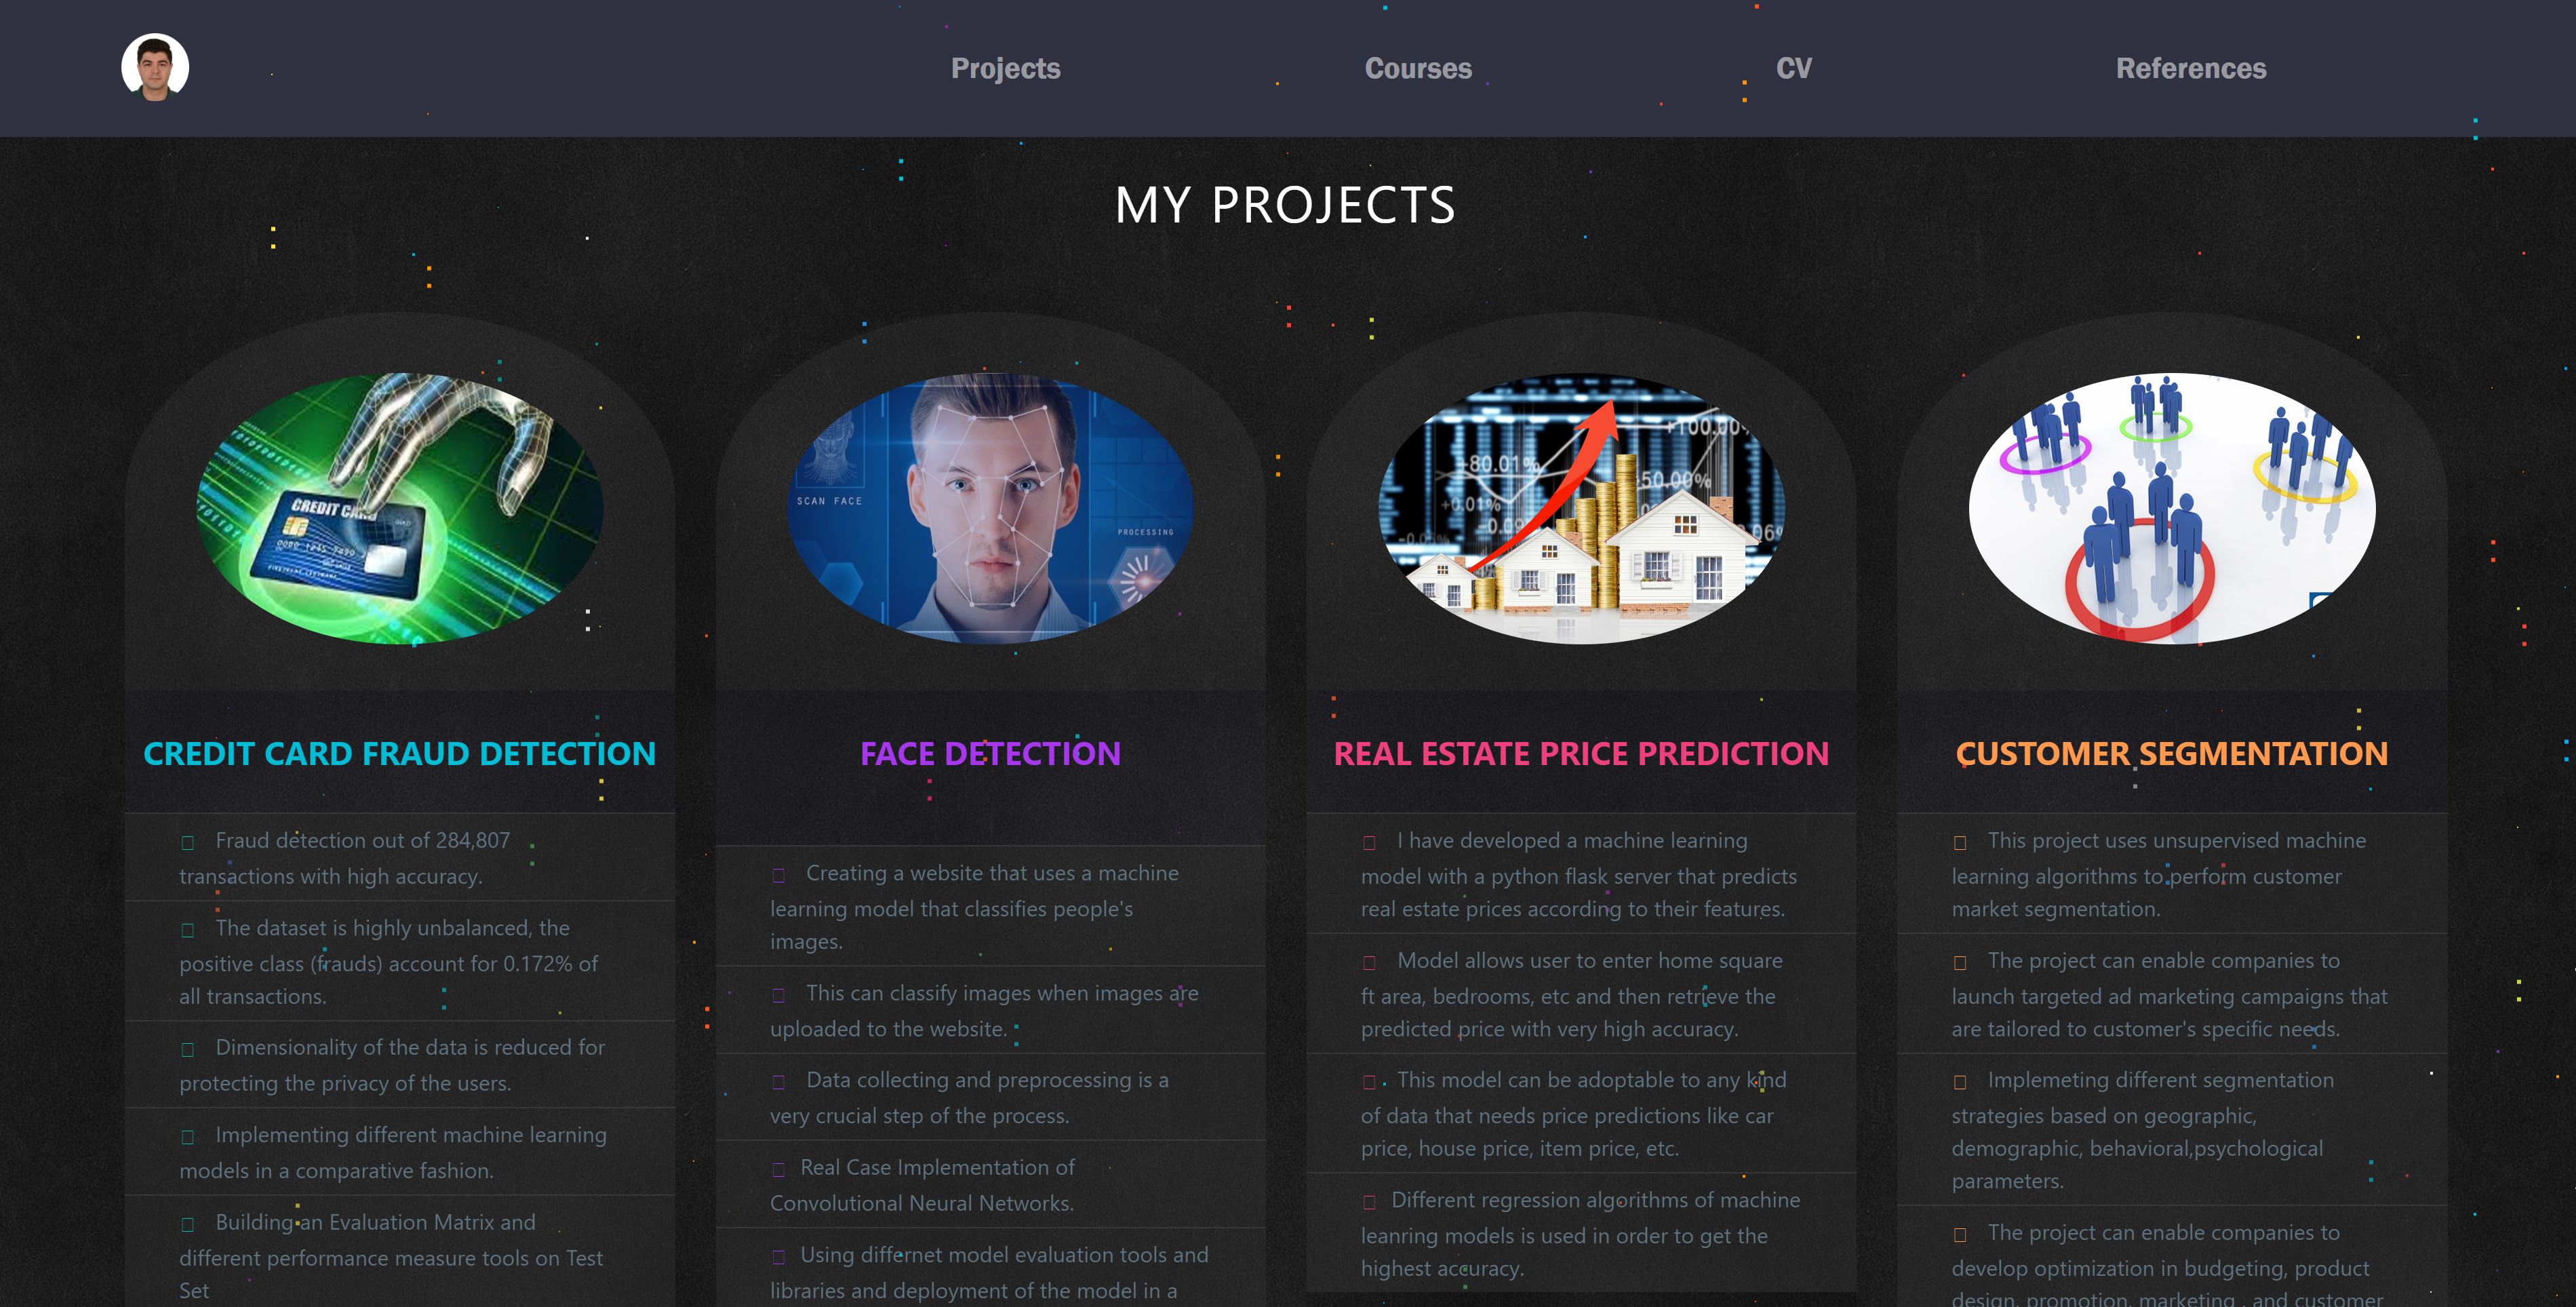 Projects
Courses
CV
References
MY PROJECTS
CREDIT CARD
SCAN FACE
PROCESSING
+100.00%
-80.01%
-50.00%
+0.01%
CREDIT CARD FRAUD DETECTION
Fraud detection out of 284,807
transactions with high accuracy.
The dataset is highly unbalanced, the
positive class (frauds) account for 0.172% of
all transactions.
Dimensionality of the data is reduced for
protecting the privacy of the users.
Implementing different machine learning
models in a comparative fashion.
Building an Evaluation Matrix and
different performance measure tools on Test
Set
FACE DETECTION
Creating a website that uses a machine
learning model that classifies people's
images.
This can classify images when images are
uploaded to the website.
Data collecting and preprocessing is a
very crucial step of the process.
Real Case Implementation of
Convolutional Neural Networks.
Using differnet model evaluation tools and
libraries and deployment of the model in a
REAL ESTATE PRICE PREDICTION
I have developed a machine learning
model with a python flask server that predicts
real estate prices according to their features.
Model allows user to enter home square
ft area, bedrooms, etc and then retrieve the
predicted price with very high accuracy.
This model can be adoptable to any kind
of data that needs price predictions like car
price, house price, item price, etc.
Different regression algorithms of machine
leanring models is used in order to get the
highest accuracy.
CUSTOMER SEGMENTATION
This project uses unsupervised machine
learning algorithms to perform customer
market segmentation.
The project can enable companies to
launch targeted ad marketing campaigns that
are tailored to customer's specific needs.
Implemeting different segmentation
strategies based on geographic,
demographic, behavioral,psychological
parameters.
The project can enable companies to
develop optimization in budgeting, product
design, promotion, marketing , and customer